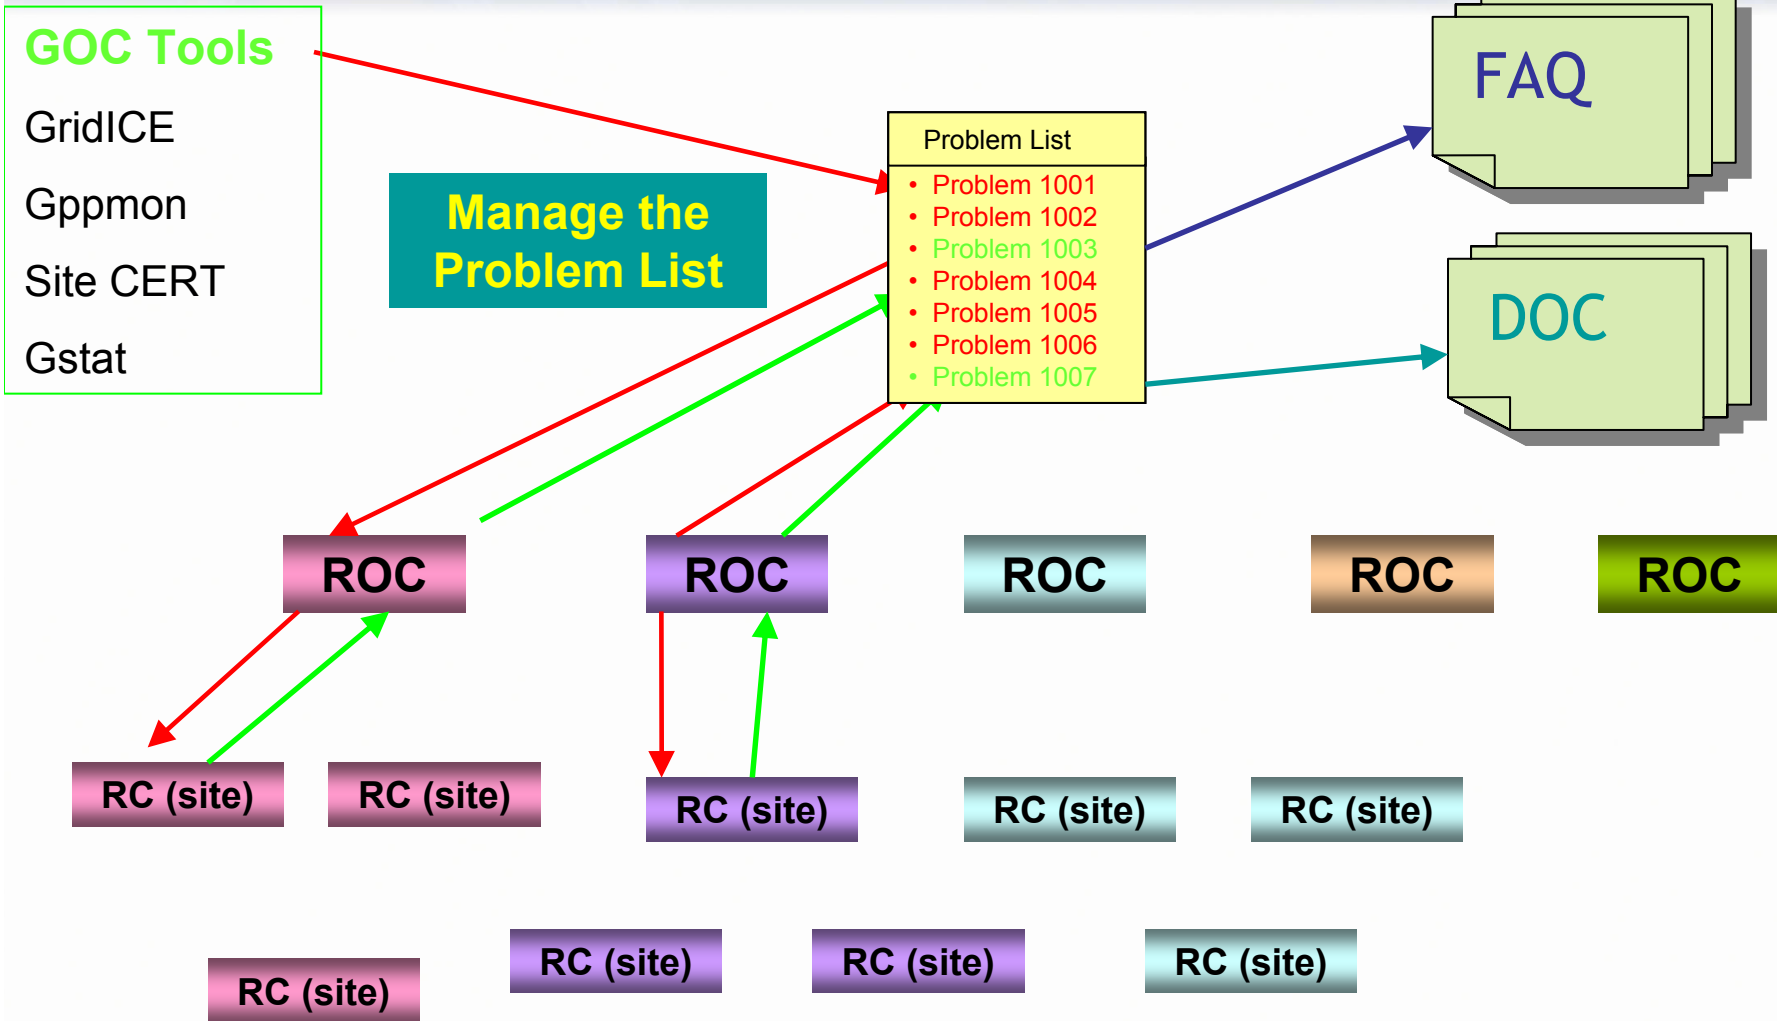 GOC Tools
GridICE
Gppmon
Site CERT
Gstat
Manage the
Problem List
Problem List
• Problem 1001
• Problem 1002
• Problem 1003
• Problem 1004
• Problem 1005
• Problem 1006
• Problem 1007
FAQ
DOC
ROC
ROC
ROC
ROC
ROC
RC (site)
RC (site)
RC (site)
RC (site)
RC (site)
RC (site)
RC (site)
RC (site)
RC (site)